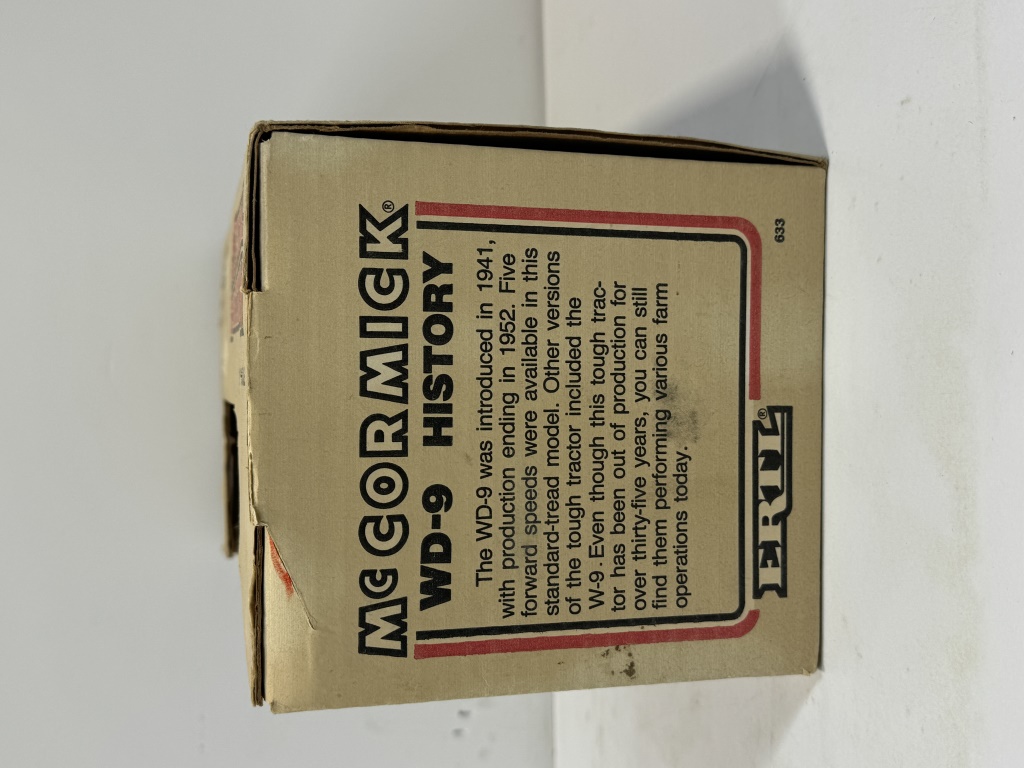 MCCORMICK®
WD-9 HISTORY
The WD-9 was introduced in 1941,
with production ending in 1952. Five
forward speeds were available in this
standard-tread model. Other versions
of the tough tractor included the
W-9. Even though this tough trac-
tor has been out of production for
over thirty-five years, you can still
find them performing various farm
operations today.
ERTL®
633